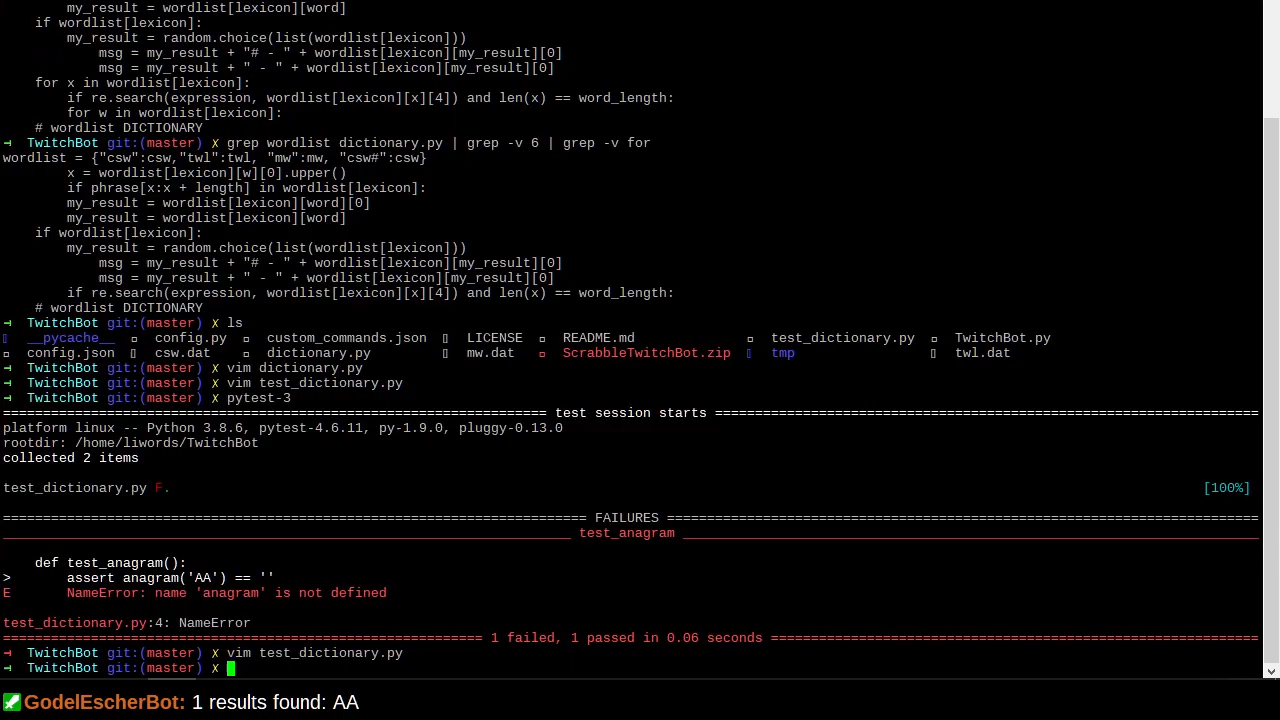 my_result = wordlist[lexicon][word]
    if wordlist[lexicon]:
        my_result = random.choice(list(wordlist[lexicon]))
            msg = my_result + "# - " + wordlist[lexicon][my_result][0]
            msg = my_result + " - " + wordlist[lexicon][my_result][0]
    for x in wordlist[lexicon]:
        if re.search(expression, wordlist[lexicon][x][4]) and len(x) == word_length:
        for w in wordlist[lexicon]:
    # wordlist DICTIONARY
→  TwitchBot git:(master) ✗ grep wordlist dictionary.py | grep -v 6 | grep -v for
wordlist = {"csw":csw,"twl":twl, "mw":mw, "csw#":csw}
        x = wordlist[lexicon][w][0].upper()
        if phrase[x:x + length] in wordlist[lexicon]:
        my_result = wordlist[lexicon][word][0]
        my_result = wordlist[lexicon][word]
    if wordlist[lexicon]:
        my_result = random.choice(list(wordlist[lexicon]))
            msg = my_result + "# - " + wordlist[lexicon][my_result][0]
            msg = my_result + " - " + wordlist[lexicon][my_result][0]
        if re.search(expression, wordlist[lexicon][x][4]) and len(x) == word_length:
    # wordlist DICTIONARY
→  TwitchBot git:(master) ✗ ls
__pycache__  config.py  custom_commands.json  LICENSE  README.md  test_dictionary.py  TwitchBot.py
config.json  csw.dat  dictionary.py  mw.dat  ScrabbleTwitchBot.zip  tmp  twl.dat
→  TwitchBot git:(master) ✗ vim dictionary.py
→  TwitchBot git:(master) ✗ vim test_dictionary.py
→  TwitchBot git:(master) ✗ pytest-3
==================================================================== test session starts ====================================================================
platform linux -- Python 3.8.6, pytest-4.6.11, py-1.9.0, pluggy-0.13.0
rootdir: /home/liwords/TwitchBot
collected 2 items
test_dictionary.py F. [100%]
========================================================================= FAILURES ==========================================================================
_______________________________________________________________________ test_anagram ________________________________________________________________________
    def test_anagram():
>       assert anagram('AA') == ''
E       NameError: name 'anagram' is not defined
test_dictionary.py:4: NameError
============================================================ 1 failed, 1 passed in 0.06 seconds =============================================================
→  TwitchBot git:(master) ✗ vim test_dictionary.py
→  TwitchBot git:(master) ✗
GodelEscherBot: 1 results found: AA